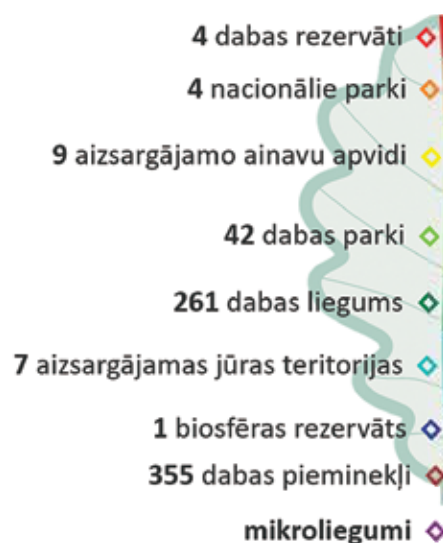 4 dabas rezervāti
4 nacionālie parki
9 aizsargājamo ainavu apvidi
42 dabas parki
261 dabas liegums
7 aizsargājamas jūras teritorijas
1 biosfēras rezervāts
355 dabas pieminekļi
mikroliegumi